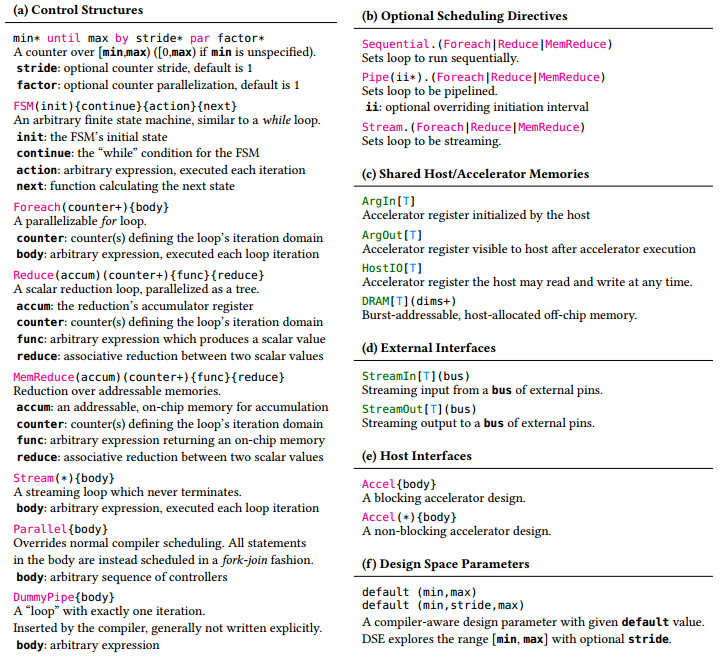 (a) Control Structures
min* until max by stride* par factor*
A counter over [min,max) ([0,max) if min is unspecified).
stride: optional counter stride, default is 1
factor: optional counter parallelization, default is 1
FSM(init){continue}{action}{next}
An arbitrary finite state machine, similar to a while loop.
init: the FSM's initial state
continue: the “while” condition for the FSM
action: arbitrary expression, executed each iteration
next: function calculating the next state
Foreach(counter+){body}
A parallelizable for loop.
counter: counter(s) defining the loop's iteration domain
body: arbitrary expression, executed each loop iteration
Reduce(accum)(counter+){func}{reduce}
A scalar reduction loop, parallelized as a tree.
accum: the reduction's accumulator register
counter: counter(s) defining the loop's iteration domain
func: arbitrary expression which produces a scalar value
reduce: associative reduction between two scalar values
MemReduce(accum)(counter+){func}{reduce}
Reduction over addressable memories.
accum: an addressable, on-chip memory for accumulation
counter: counter(s) defining the loop's iteration domain
func: arbitrary expression returning an on-chip memory
reduce: associative reduction between two scalar values
Stream(*){body}
A streaming loop which never terminates.
body: arbitrary expression, executed each loop iteration
Parallel{body}
Overrides normal compiler scheduling. All statements
in the body are instead scheduled in a fork-join fashion.
body: arbitrary sequence of controllers
DummyPipe{body}
A “loop” with exactly one iteration.
Inserted by the compiler, generally not written explicitly.
body: arbitrary expression
(b) Optional Scheduling Directives
Sequential.(Foreach|Reduce|MemReduce)
Sets loop to run sequentially.
Pipe(ii*).(Foreach|Reduce|MemReduce)
Sets loop to be pipelined.
ii: optional overriding initiation interval
Stream.(Foreach|Reduce|MemReduce)
Sets loop to be streaming.
(c) Shared Host/Accelerator Memories
ArgIn[T]
Accelerator register initialized by the host
ArgOut[T]
Accelerator register visible to host after accelerator execution
HostIO[T]
Accelerator register the host may read and write at any time.
DRAM[T](dims+)
Burst-addressable, host-allocated off-chip memory.
(d) External Interfaces
StreamIn[T](bus)
Streaming input from a bus of external pins.
StreamOut[T](bus)
Streaming output to a bus of external pins.
(e) Host Interfaces
Accel{body}
A blocking accelerator design.
Accel(*){body}
A non-blocking accelerator design.
(f) Design Space Parameters
default (min,max)
default (min,stride,max)
A compiler-aware design parameter with given default value.
DSE explores the range [min, max] with optional stride.